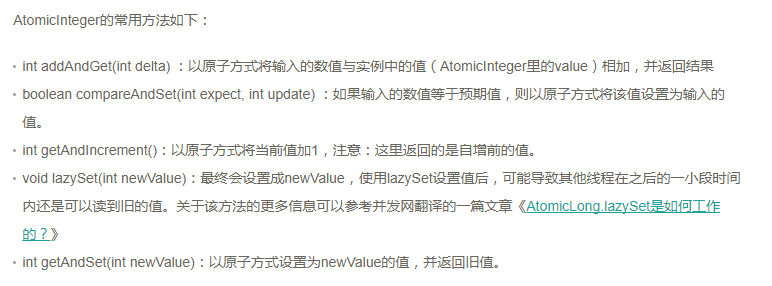 AtomicInteger的常用方法如下：
int addAndGet(int delta) ：以原子方式将输入的数值与实例中的值（AtomicInteger里的value）相加，并返回结果
boolean compareAndSet(int expect, int update) ：如果输入的数值等于预期值，则以原子方式将该值设置为输入的
值。
int getAndIncrement()：以原子方式将当前值加1，注意：这里返回的是自增前的值。
void lazySet(int newValue)：最终会设置成newValue，使用lazySet设置值后，可能导致其他线程在之后的一小段时间
内还是可以读到旧的值。关于该方法的更多信息可以参考并发网翻译的一篇文章《AtomicLong.lazySet是如何工作
的？》
int getAndSet(int newValue)：以原子方式设置为newValue的值，并返回旧值。